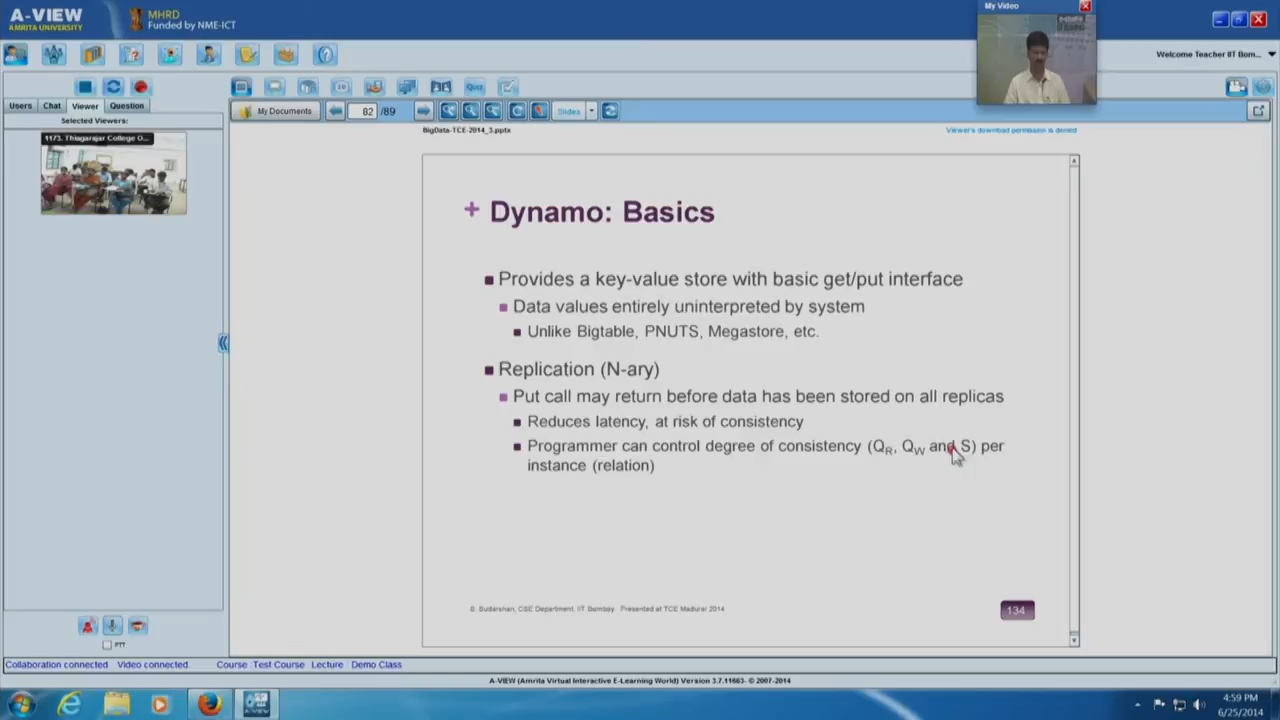 A-VIEW
AMRITA UNIVERSITY
MHRD
Funded by NME-ICT
My Video
Welcome Teacher IIT Bom...
Users Chat Viewer Question
Quiz
Selected Viewers:
My Documents 82 /89 Slides
1173. Thiagarajar College O...
BigData-TCE-2014_3.pptx
Viewer's download permission is denied
+ Dynamo: Basics
Provides a key-value store with basic get/put interface
Data values entirely uninterpreted by system
Unlike Bigtable, PNUTS, Megastore, etc.
Replication (N-ary)
Put call may return before data has been stored on all replicas
Reduces latency, at risk of consistency
Programmer can control degree of consistency (QR, QW and S) per
instance (relation)
S. Sudarshan, CSE Department, IIT Bombay Presented at TCE Madurai 2014
134
PTT
Collaboration connected Video connected Course : Test Course Lecture : Demo Class
A-VIEW (Amrita Virtual Interactive E-Learning World) Version 3.7.11663- © 2007-2014
4:59 PM
6/25/2014